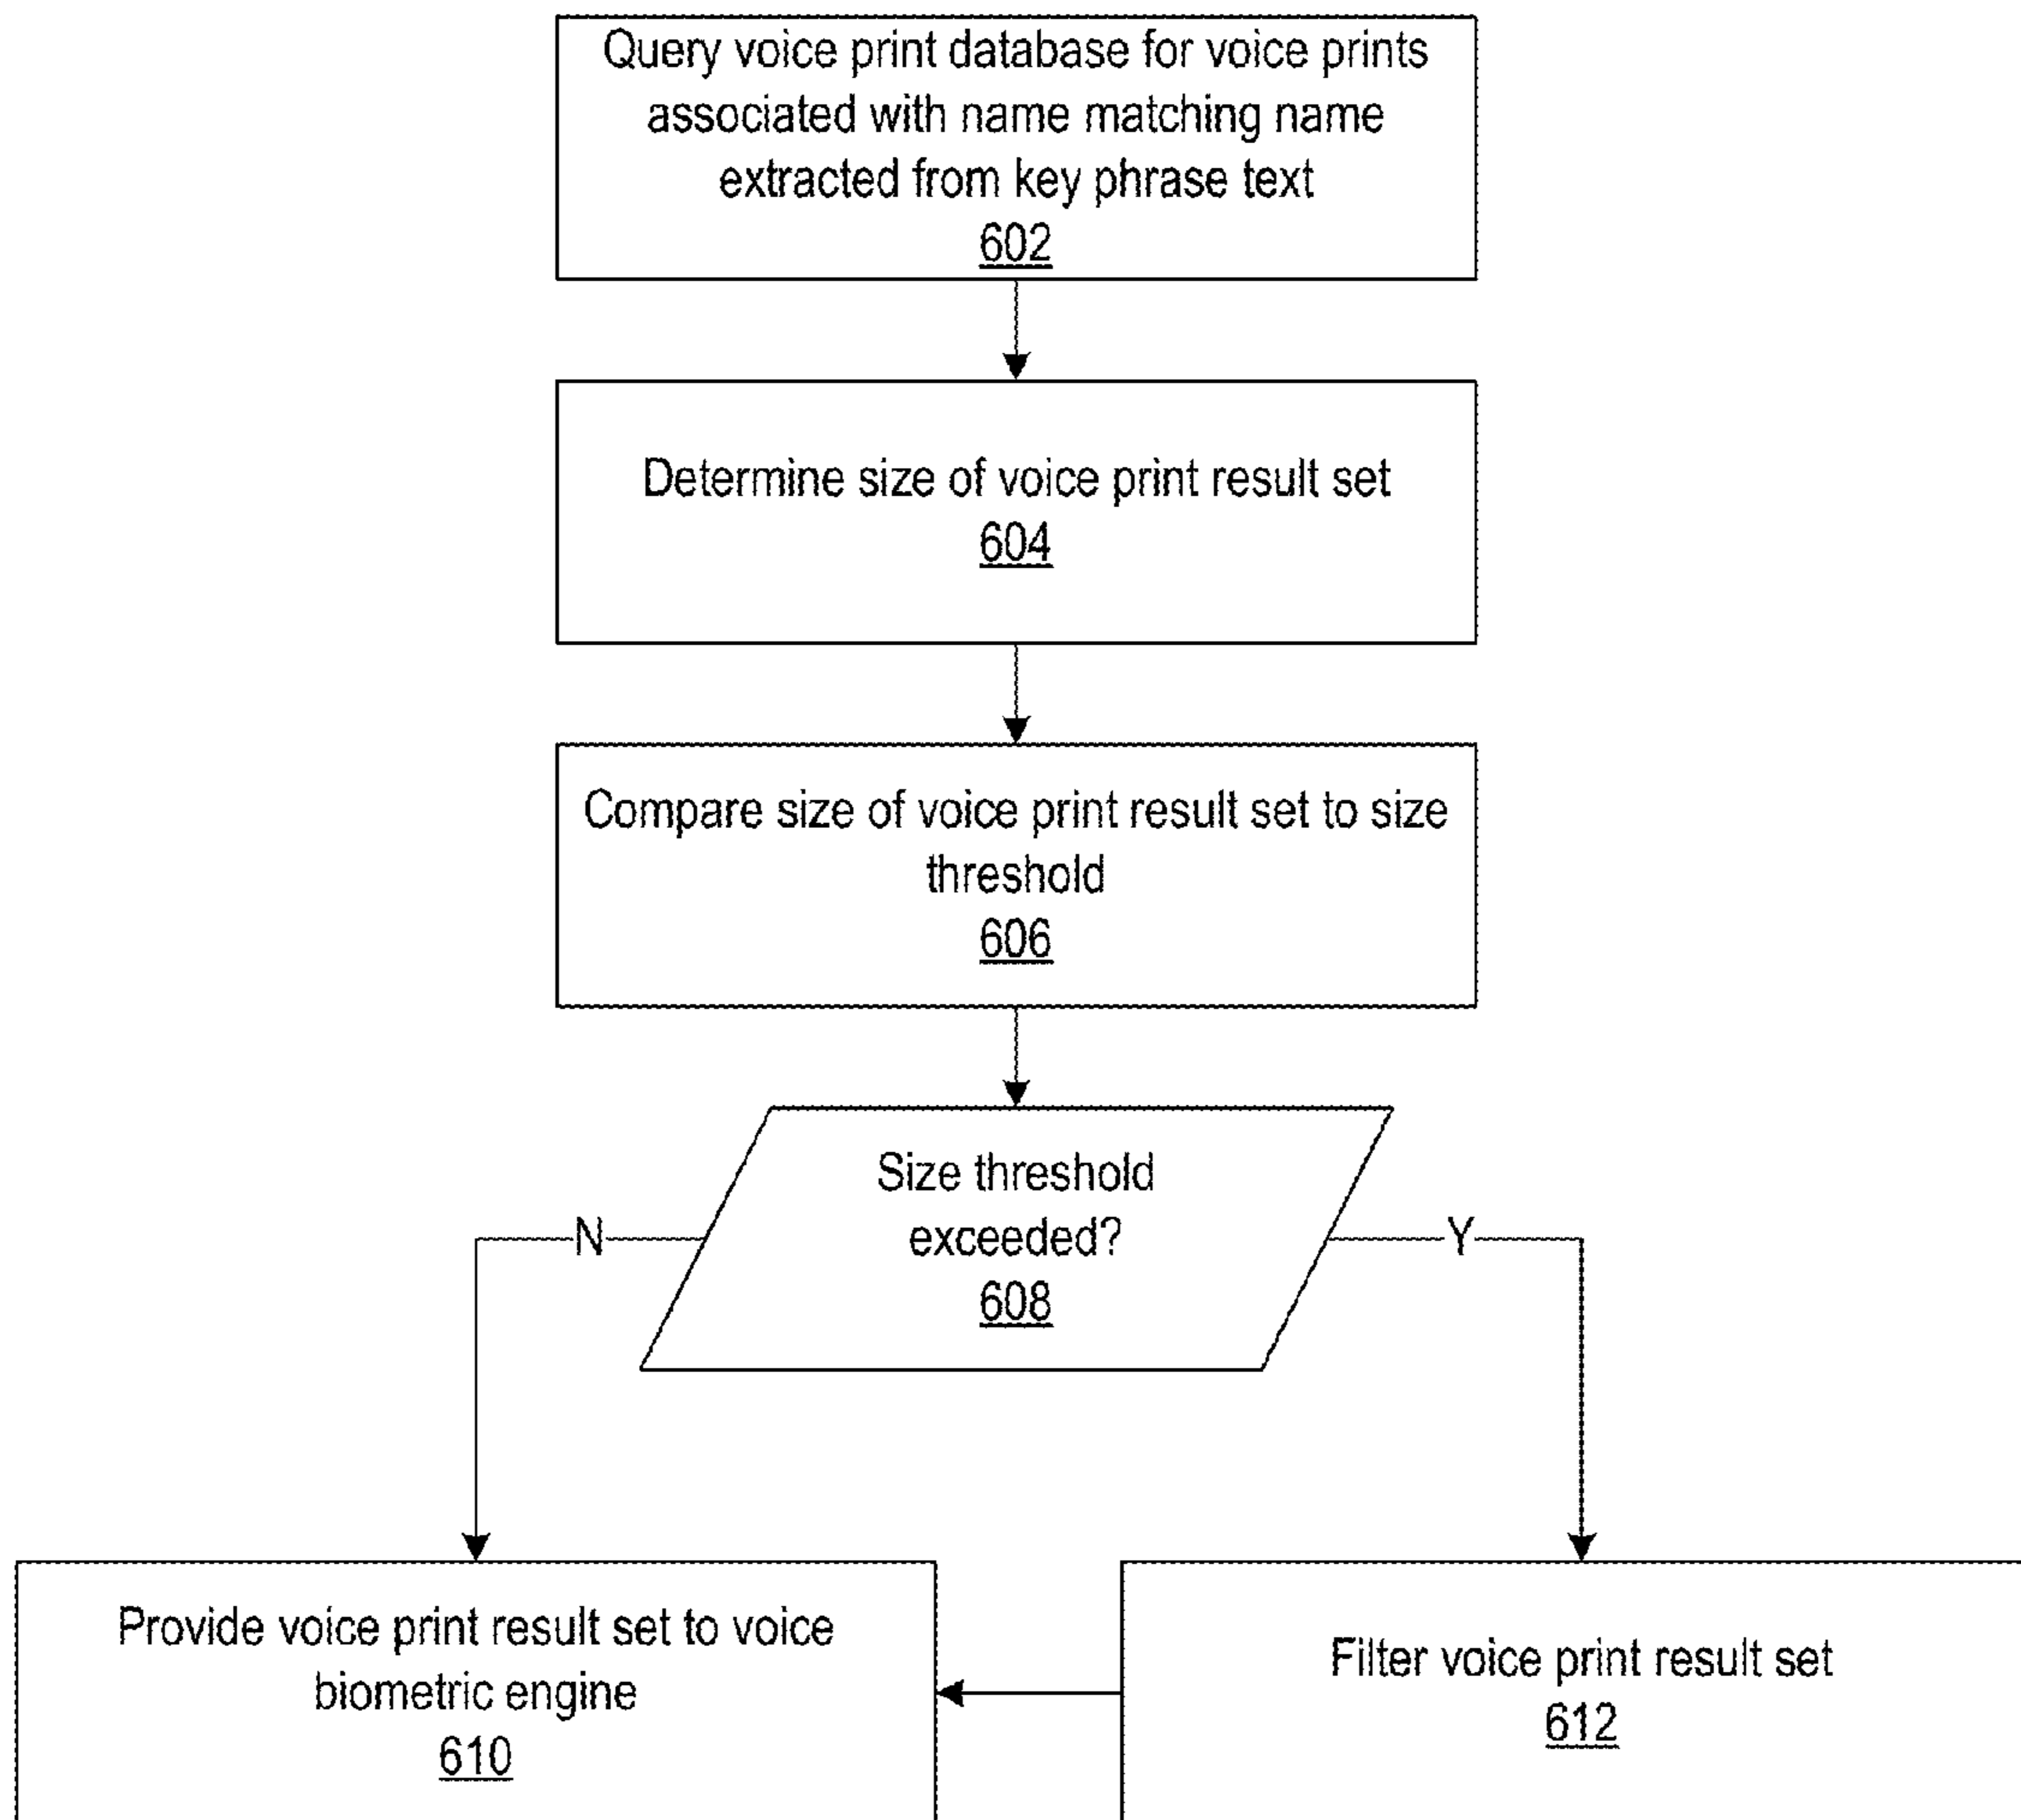 Query voice print database for voice prints
associated with name matching name
extracted from key phrase text
602
Determine size of voice print result set
604
Compare size of voice print result set to size
threshold
606
Size threshold
exceeded?
608
N
Y
Provide voice print result set to voice
biometric engine
610
Filter voice print result set
612